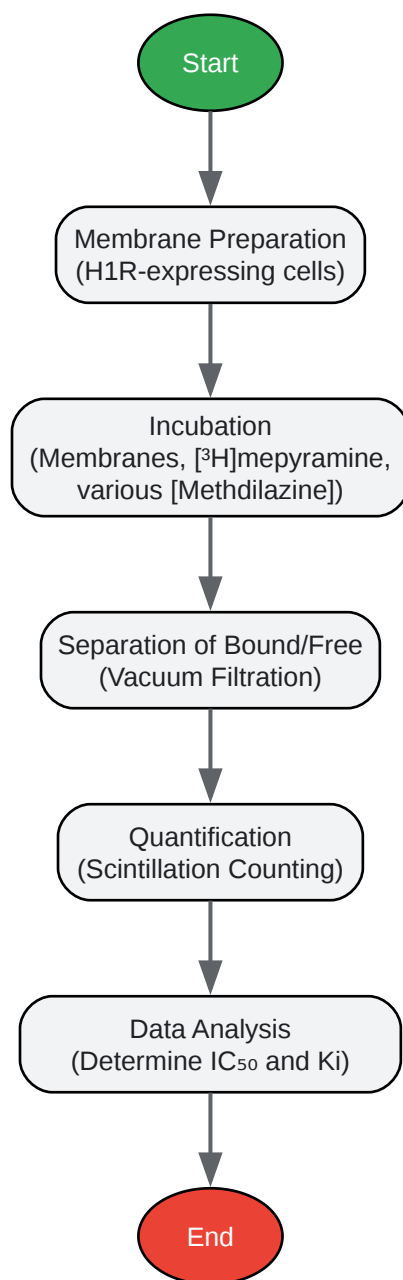 Start
Membrane Preparation
(H1R-expressing cells)
Incubation
(Membranes, [³H]mepyramine,
various [Methdilazine])
Separation of Bound/Free
(Vacuum Filtration)
Quantification
(Scintillation Counting)
Data Analysis
(Determine IC₅₀ and Ki)
End